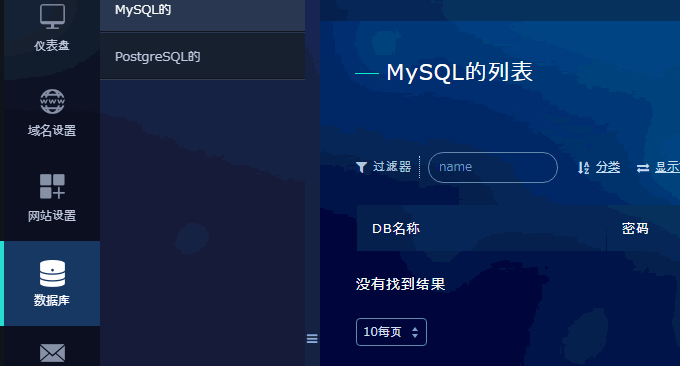 MySQL的
仪表盘
PostgreSQL的
MySQL的列表
WWW
域名设置
过滤器
name
分类
显示
网站设置
DB名称
密码
没有找到结果
数据库
10每页